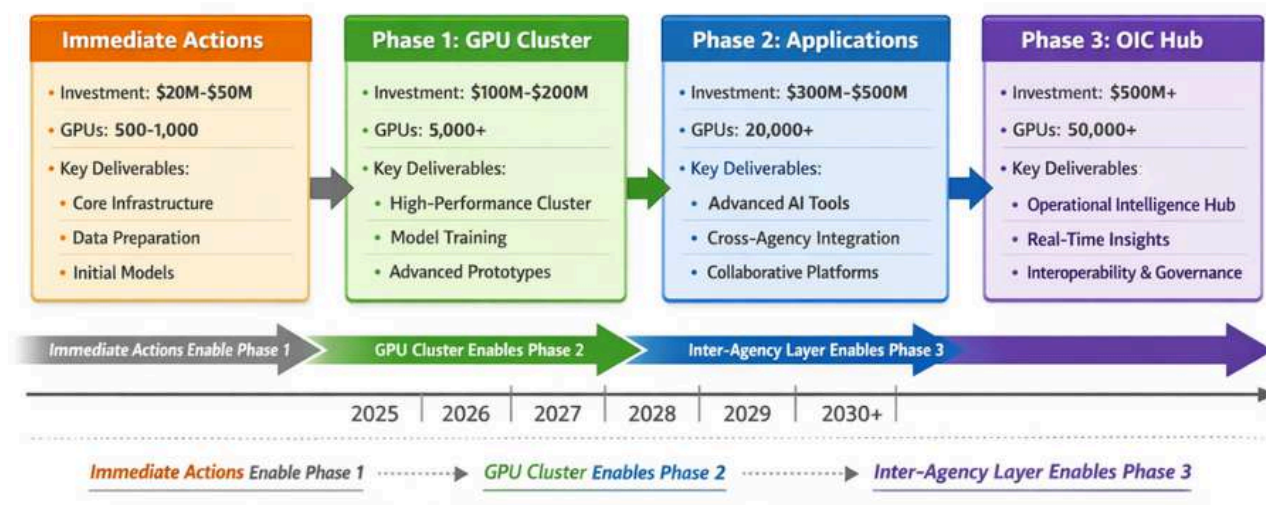 Immediate Actions
• Investment: $20M-$50M
• GPUs: 500-1,000
• Key Deliverables:
• Core Infrastructure
• Data Preparation
• Initial Models
Phase 1: GPU Cluster
• Investment: $100M-$200M
• GPUs: 5,000+
• Key Deliverables:
• High-Performance Cluster
• Model Training
• Advanced Prototypes
Phase 2: Applications
• Investment: $300M-$500M
• GPUs: 20,000+
• Key Deliverables:
• Advanced AI Tools
• Cross-Agency Integration
• Collaborative Platforms
Phase 3: OIC Hub
• Investment: $500M+
• GPUs: 50,000+
• Key Deliverables
• Operational Intelligence Hub
• Real-Time Insights
• Interoperability & Governance
Immediate Actions Enable Phase 1
GPU Cluster Enables Phase 2
Inter-Agency Layer Enables Phase 3
2025 2026 2027 2028 2029 2030+
Immediate Actions Enable Phase 1
GPU Cluster Enables Phase 2
Inter-Agency Layer Enables Phase 3